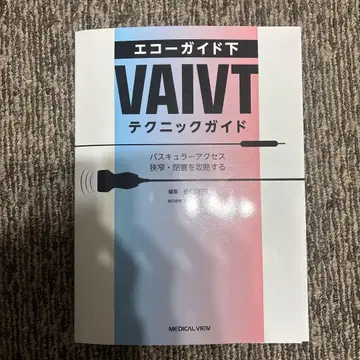 エコーガイド下
VAIVT
テクニックガイド
バスキュラーアクセス
狭窄・閉塞を攻略する
編集
MEDICAL VIEW